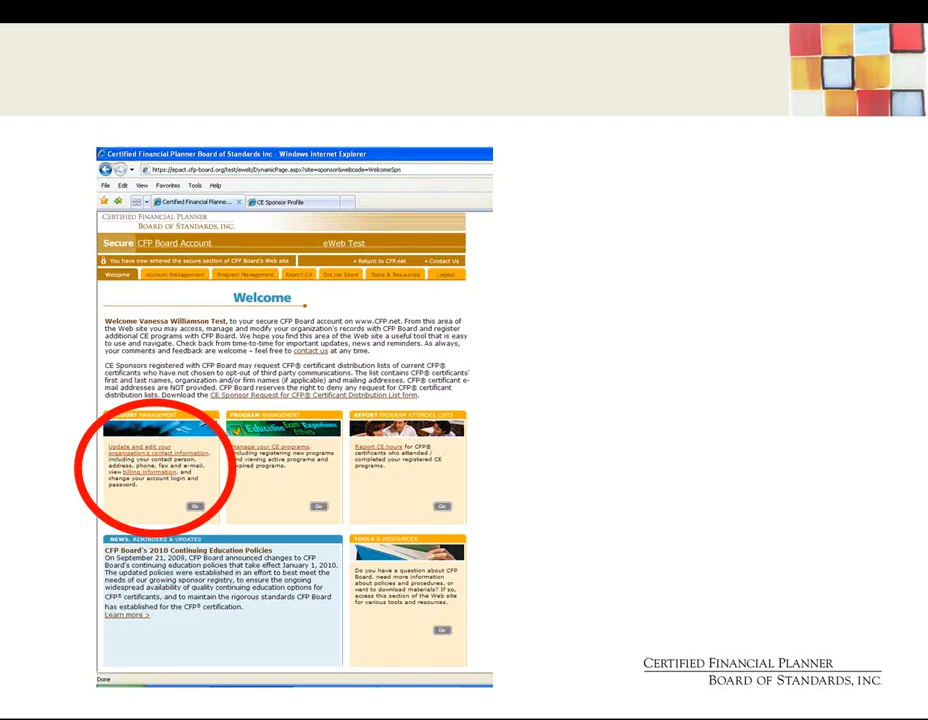 Certified Financial Planner Board of Standards Inc - Windows Internet Explorer
https://epact.cfp-board.org/test/eweb/DynamicPage.aspx?site=sponsor&webcode=WelcomeSpn
File Edit View Favorites Tools Help
Certified Financial Planne... X CE Sponsor Profile
CERTIFIED FINANCIAL PLANNER
BOARD OF STANDARDS, INC.
Secure CFP Board Account eWeb Test
You have now entered the secure section of CFP Board's Web site • Return to CFP.net • Contact Us
Welcome Account Management Program Management Report CE OnLine Store Tools & Resources Logout
Welcome
Welcome Vanessa Williamson Test, to your secure CFP Board account on www.CFP.net. From this area of
the Web site you may access, manage and modify your organization's records with CFP Board and register
additional CE programs with CFP Board. We hope you find this area of the Web site a useful tool that is easy
to use and navigate. Check back from time-to-time for important updates, news and reminders. As always,
your comments and feedback are welcome – feel free to contact us at any time.
CE Sponsors registered with CFP Board may request CFP® certificant distribution lists of current CFP®
certificants who have not chosen to opt-out of third party communications. The list contains CFP® certificants'
first and last names, organization and/or firm names (if applicable) and mailing addresses. CFP® certificant e-
mail addresses are NOT provided. CFP Board reserves the right to deny any request for CFP® certificant
distribution lists. Download the CE Sponsor Request for CFP® Certificant Distribution List form.
ACCOUNT MANAGEMENT
Update and edit your
organization's contact information,
including your contact person,
address, phone, fax and e-mail,
view billing information, and
change your account login and
password.
Go
PROGRAM MANAGEMENT
Education Exam Experience
Ethics
Manage your CE programs,
including registering new programs
and viewing active programs and
expired programs.
Go
REPORT PROGRAM ATTENDEE LISTS
Report CE hours for CFP®
certificants who attended /
completed your registered CE
programs.
Go
NEWS, REMINDERS & UPDATES
CFP Board's 2010 Continuing Education Policies
On September 21, 2009, CFP Board announced changes to CFP
Board's continuing education policies that take effect January 1, 2010.
The updated policies were established in an effort to best meet the
needs of our growing sponsor registry, to ensure the ongoing
widespread availability of quality continuing education options for
CFP® certificants, and to maintain the rigorous standards CFP Board
has established for the CFP® certification.
Learn more >
TOOLS & RESOURCES
Do you have a question about CFP
Board, need more information
about policies and procedures, or
want to download materials? If so,
access this section of the Web site
for various tools and resources.
Go
Done
CERTIFIED FINANCIAL PLANNER
BOARD OF STANDARDS, INC.